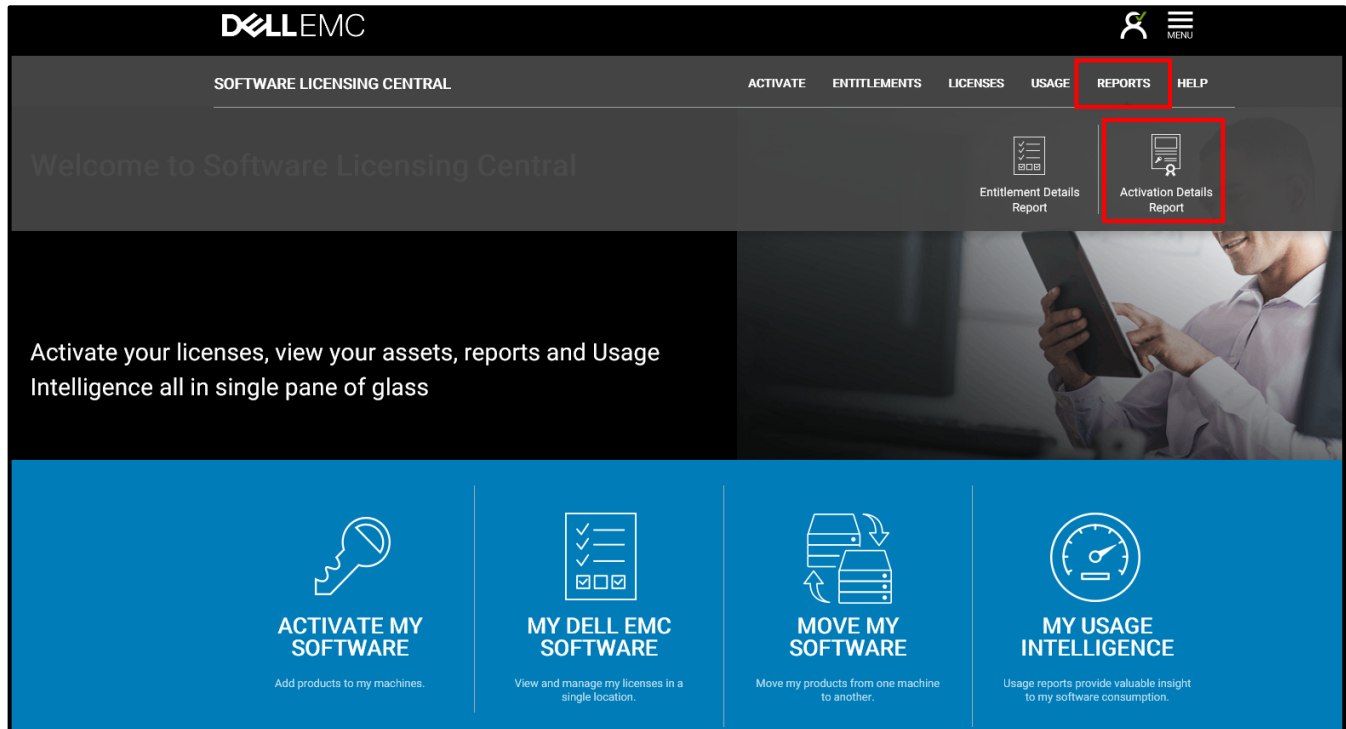 DELLEMC
MENU
SOFTWARE LICENSING CENTRAL
ACTIVATE ENTITLEMENTS LICENSES USAGE REPORTS HELP
Welcome to Software Licensing Central
Entitlement Details
Report
Activation Details
Report
Activate your licenses, view your assets, reports and Usage
Intelligence all in single pane of glass
ACTIVATE MY
SOFTWARE
Add products to my machines.
MY DELL EMC
SOFTWARE
View and manage my licenses in a
single location.
MOVE MY
SOFTWARE
Move my products from one machine
to another.
MY USAGE
INTELLIGENCE
Usage reports provide valuable insight
to my software consumption.